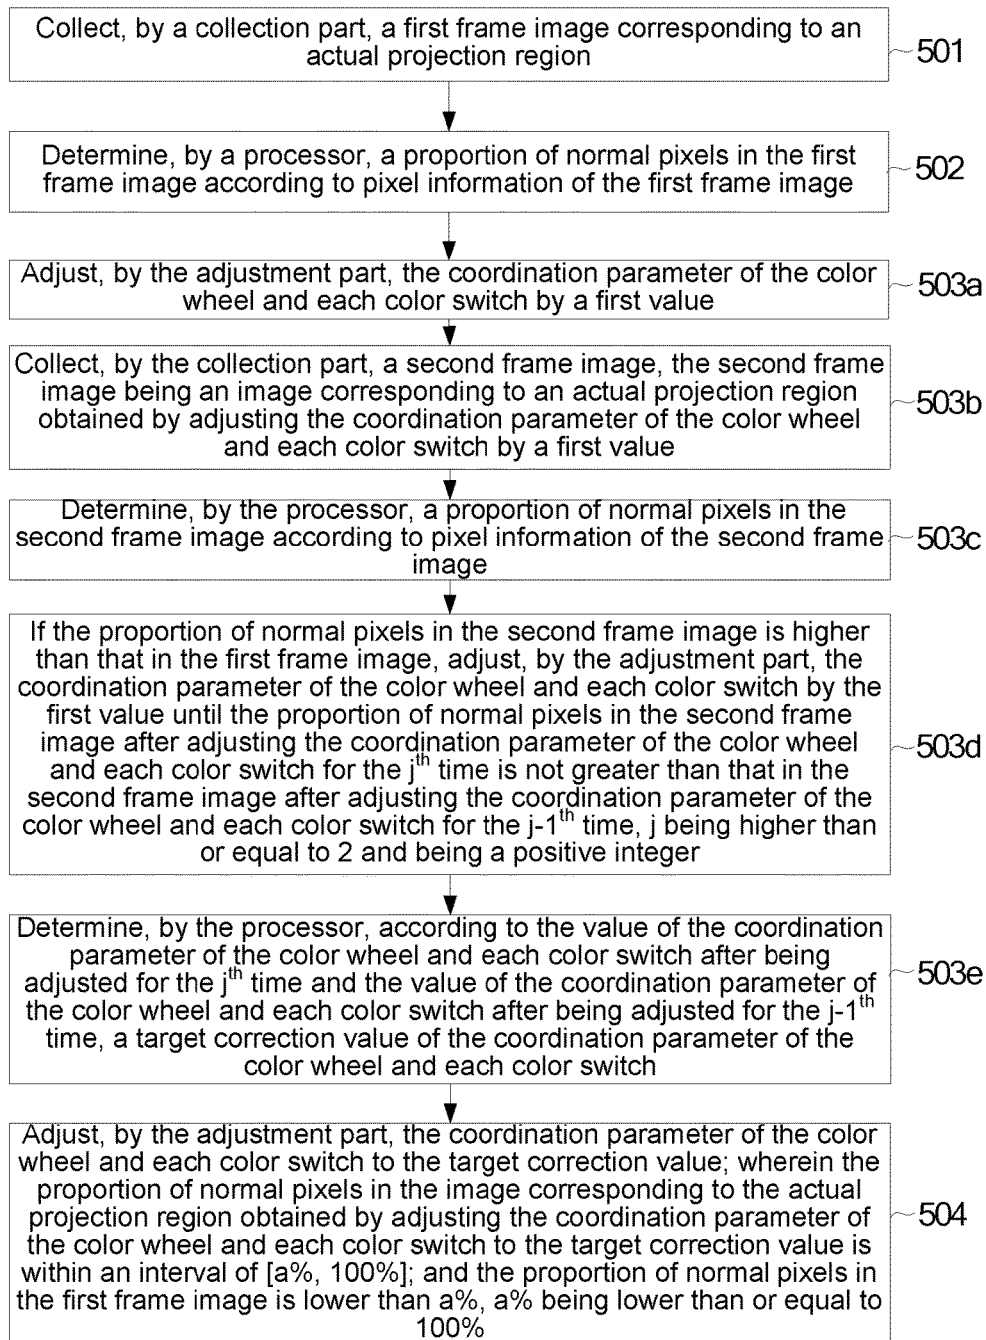 Collect, by a collection part, a first frame image corresponding to an
actual projection region
501
Determine, by a processor, a proportion of normal pixels in the first
frame image according to pixel information of the first frame image
502
Adjust, by the adjustment part, the coordination parameter of the color
wheel and each color switch by a first value
503a
Collect, by the collection part, a second frame image, the second frame
image being an image corresponding to an actual projection region
obtained by adjusting the coordination parameter of the color wheel
and each color switch by a first value
503b
Determine, by the processor, a proportion of normal pixels in the
second frame image according to pixel information of the second frame
image
503c
If the proportion of normal pixels in the second frame image is higher
than that in the first frame image, adjust, by the adjustment part, the
coordination parameter of the color wheel and each color switch by the
first value until the proportion of normal pixels in the second frame
image after adjusting the coordination parameter of the color wheel
and each color switch for the jth time is not greater than that in the
second frame image after adjusting the coordination parameter of the
color wheel and each color switch for the j-1th time, j being higher than
or equal to 2 and being a positive integer
503d
Determine, by the processor, according to the value of the coordination
parameter of the color wheel and each color switch after being
adjusted for the jth time and the value of the coordination parameter of
the color wheel and each color switch after being adjusted for the j-1th
time, a target correction value of the coordination parameter of the
color wheel and each color switch
503e
Adjust, by the adjustment part, the coordination parameter of the color
wheel and each color switch to the target correction value; wherein the
proportion of normal pixels in the image corresponding to the actual
projection region obtained by adjusting the coordination parameter of
the color wheel and each color switch to the target correction value is
within an interval of [a%, 100%]; and the proportion of normal pixels in
the first frame image is lower than a%, a% being lower than or equal to
100%
504